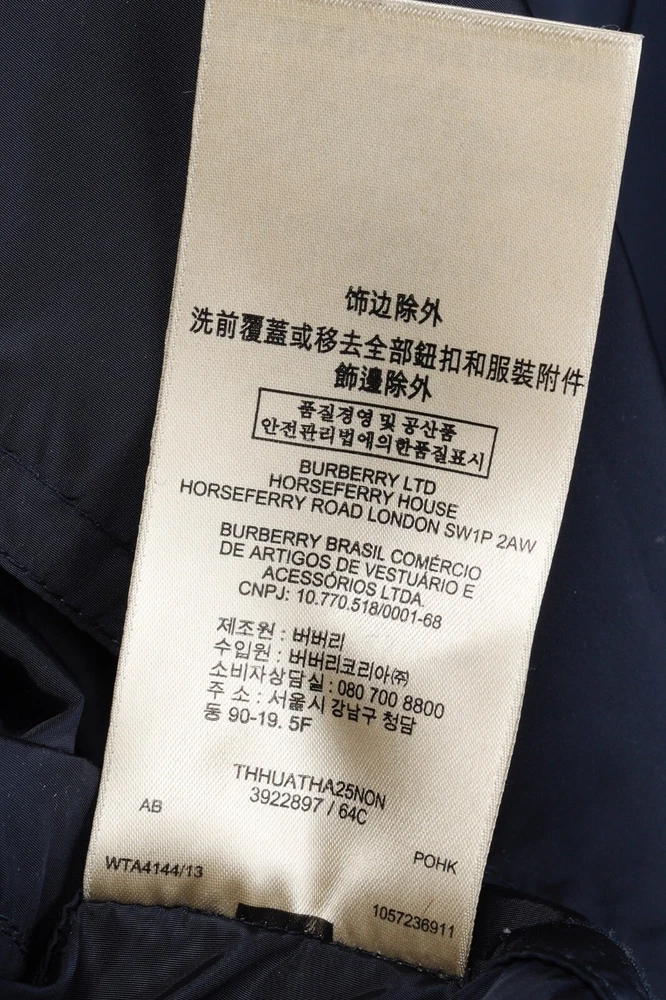 饰边除外
洗前覆蓋或移去全部鈕扣和服裝附件
飾邊除外
품질경영 및 공산품
안전관리법에의한품질표시
BURBERRY LTD
HORSEFERRY HOUSE
HORSEFERRY ROAD LONDON SW1P 2AW
BURBERRY BRASIL COMÉRCIO
DE ARTIGOS DE VESTUÁRIO E
ACESSÓRIOS LTDA.
CNPJ: 10.770.518/0001-68
제조원 : 버버리
수입원 : 버버리코리아㈜
소비자상담실 : 080 700 8800
주 소 : 서울시 강남구 청담
동 90-19. 5F
THHUATHA25NON
3922897 / 64C
AB
POHK
WTA4144/13
1057236911